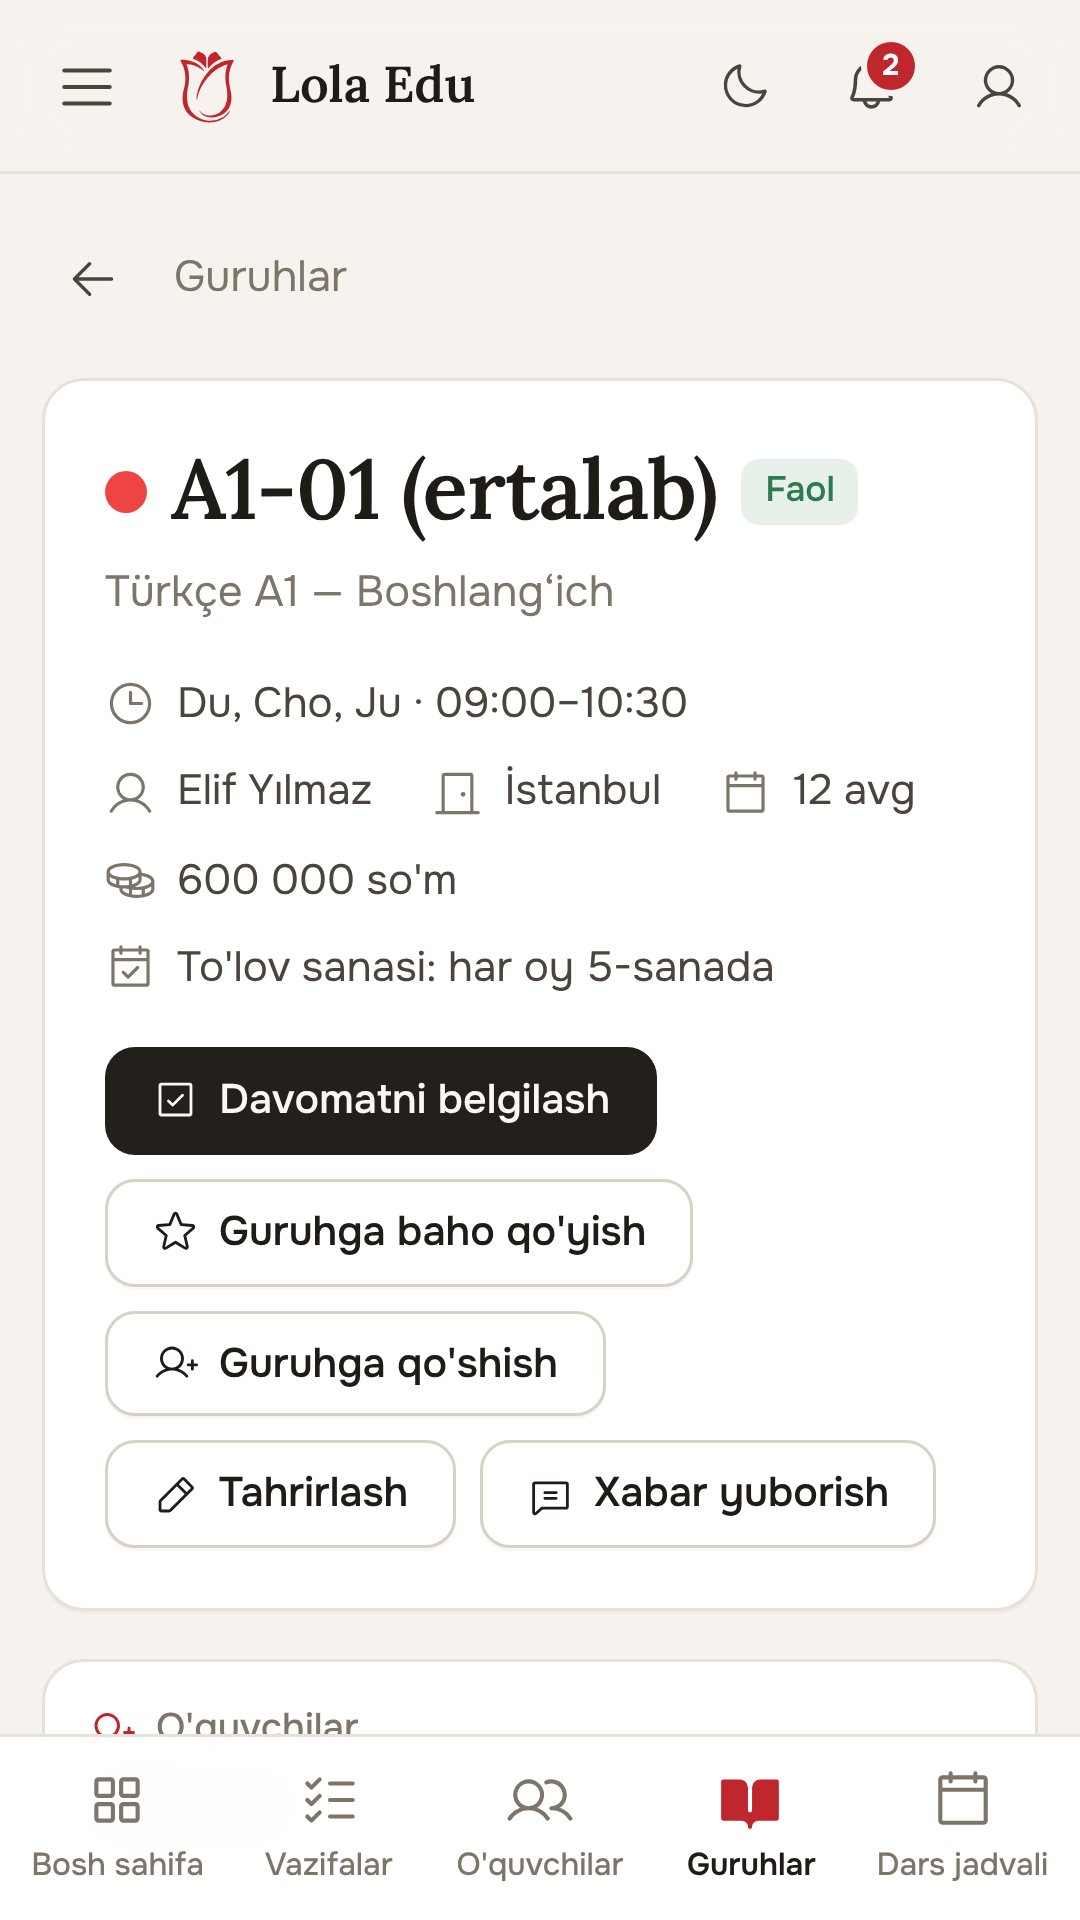 Lola Edu
2
Guruhlar
A1-01 (ertalab) Faol
Türkçe A1 — Boshlang‘ich
Du, Cho, Ju · 09:00–10:30
Elif Yılmaz İstanbul 12 avg
600 000 so'm
To'lov sanasi: har oy 5-sanada
Davomatni belgilash
Guruhga baho qo'yish
Guruhga qo'shish
Tahrirlash Xabar yuborish
O'quvchilar
Bosh sahifa Vazifalar O'quvchilar Guruhlar Dars jadvali